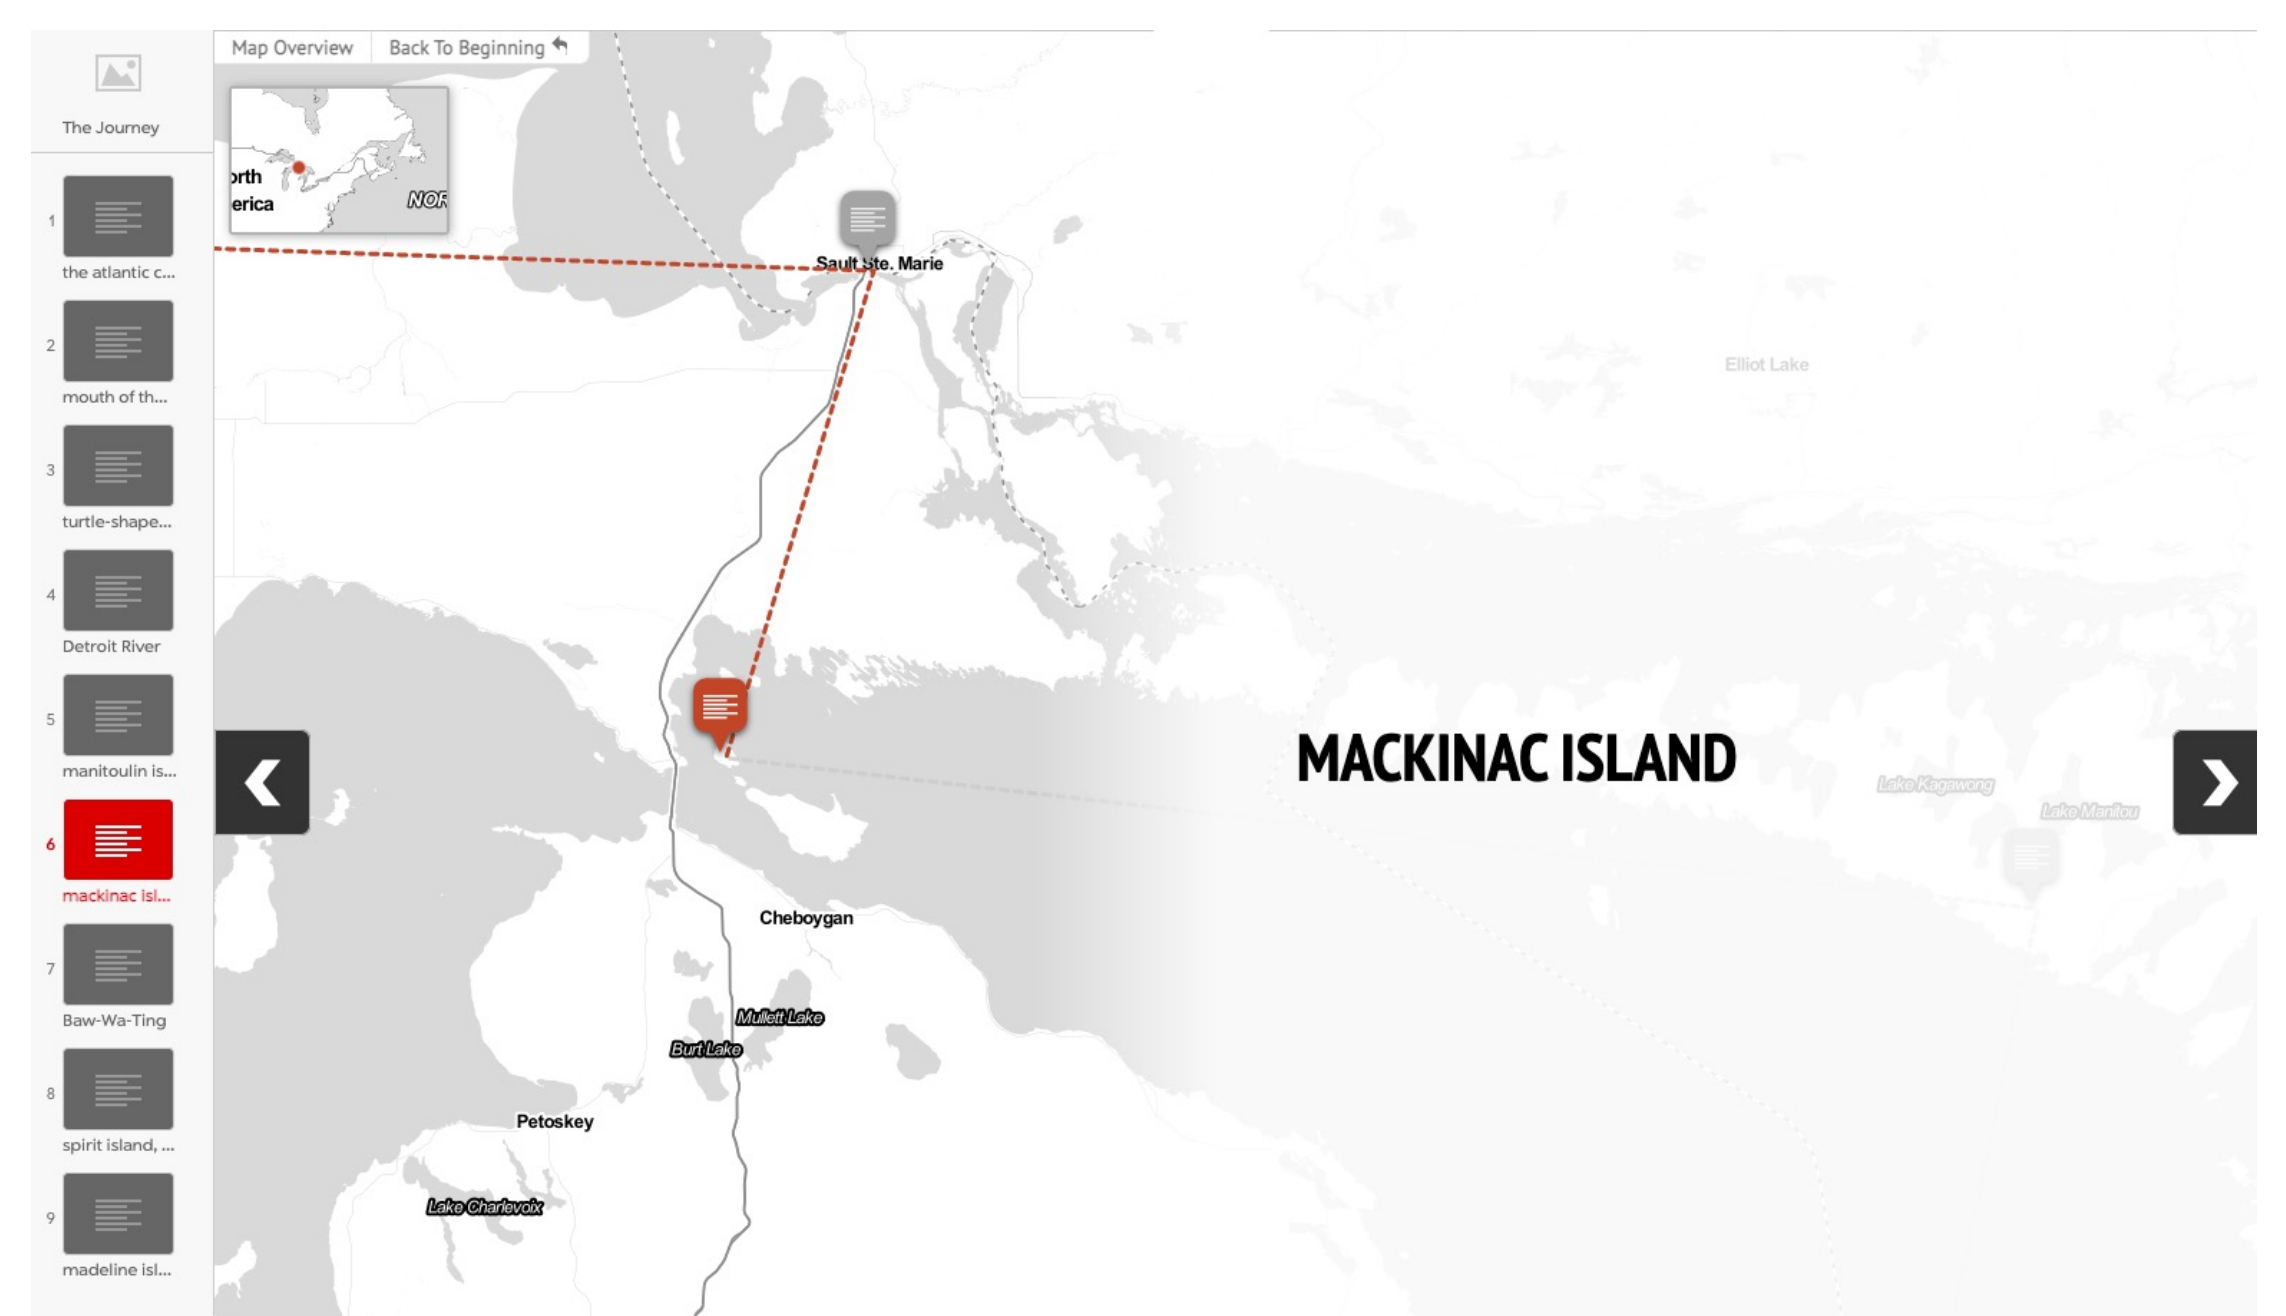 Map Overview
Back To Beginning
The Journey
orth
erica
NOR
1
the atlantic c...
2
mouth of th...
3
turtle-shape...
4
Detroit River
5
manitoulin is...
6
mackinac isl...
7
Baw-Wa-Ting
8
spirit island, ...
9
madeline isl...
Sault Ste. Marie
Elliot Lake
MACKINAC ISLAND
Lake Kagawong
Lake Manitou
Cheboygan
Mullett Lake
Burt Lake
Petoskey
Lake Charlevoix